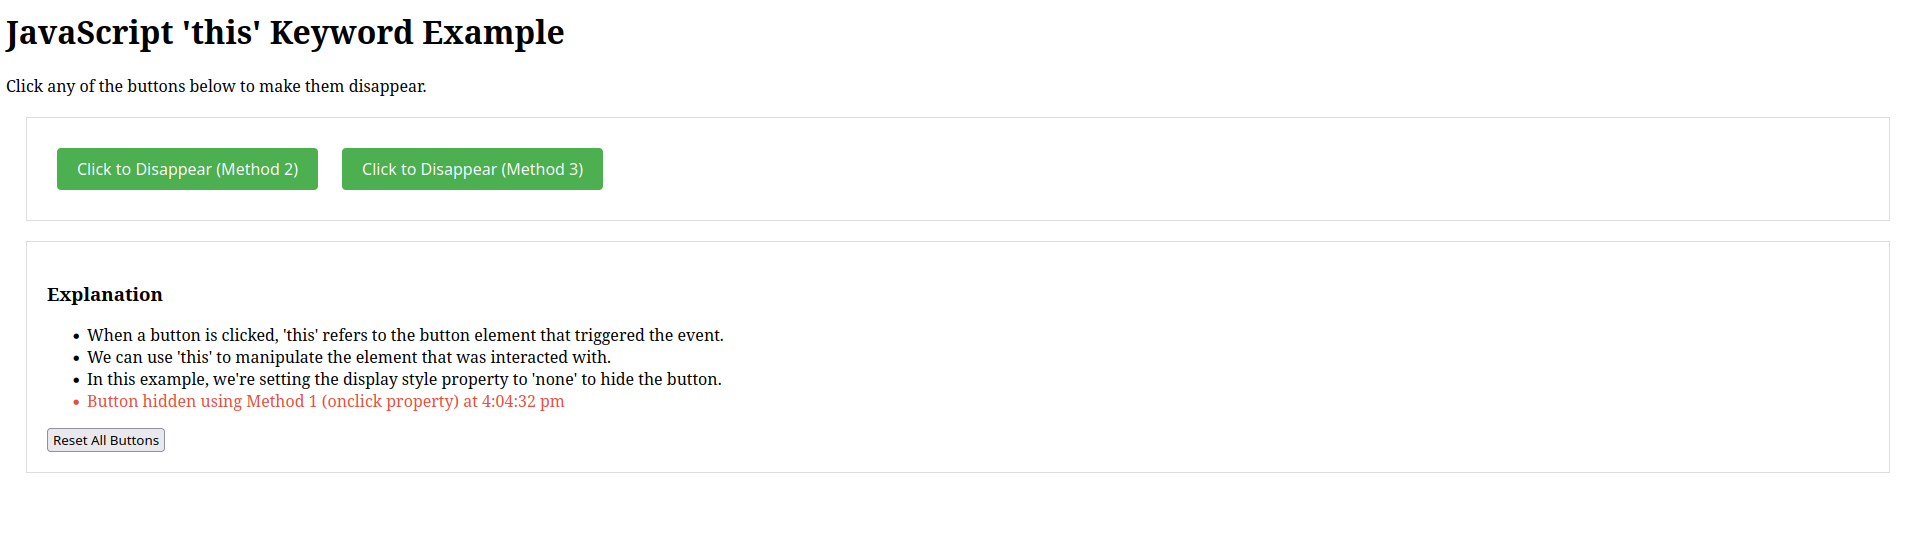 JavaScript 'this' Keyword Example
Click any of the buttons below to make them disappear.
Click to Disappear (Method 2) Click to Disappear (Method 3)
Explanation
• When a button is clicked, 'this' refers to the button element that triggered the event.
• We can use 'this' to manipulate the element that was interacted with.
• In this example, we're setting the display style property to 'none' to hide the button.
• Button hidden using Method 1 (onclick property) at 4:04:32 pm
Reset All Buttons